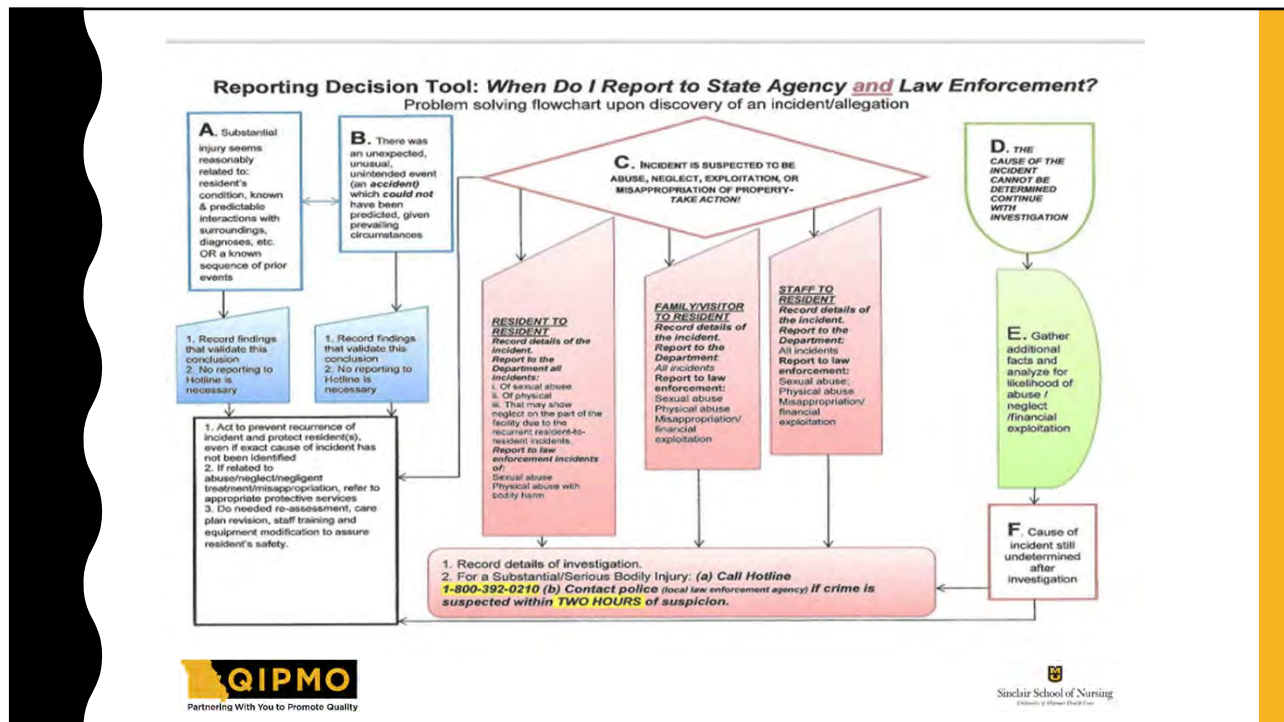 Reporting Decision Tool: When Do I Report to State Agency and Law Enforcement?
Problem solving flowchart upon discovery of an incident/allegation
A. Substantial
injury seems
reasonably
related to:
resident's
condition, known
& predictable
interactions with
surroundings,
diagnoses, etc.
OR a known
sequence of prior
events
B. There was
an unexpected,
unusual,
unintended event
(an accident)
which could not
have been
predicted, given
prevailing
circumstances
C. INCIDENT IS SUSPECTED TO BE
ABUSE, NEGLECT, EXPLOITATION, OR
MISAPPROPRIATION OF PROPERTY-
TAKE ACTION!
D. THE
CAUSE OF THE
INCIDENT
CANNOT BE
DETERMINED
CONTINUE
WITH
INVESTIGATION
1. Record findings
that validate this
conclusion
2. No reporting to
Hotline is
necessary
1. Record findings
that validate this
conclusion
2. No reporting to
Hotline is
necessary
RESIDENT TO
RESIDENT
Record details of the
incident.
Report to the
Department all
incidents:
i. Of sexual abuse
ii. Of physical
iii. That may show
neglect on the part of the
facility due to the
recurrent resident-to-
resident incidents.
Report to law
enforcement incidents
of:
Sexual abuse
Physical abuse with
bodily harm
FAMILY/VISITOR
TO RESIDENT
Record details of
the incident.
Report to the
Department
All incidents
Report to law
enforcement:
Sexual abuse
Physical abuse
Misappropriation/
financial
exploitation
STAFF TO
RESIDENT
Record details of
the incident.
Report to the
Department:
All incidents
Report to law
enforcement:
Sexual abuse;
Physical abuse
Misappropriation/
financial
exploitation
E. Gather
additional
facts and
analyze for
likelihood of
abuse /
neglect
/financial
exploitation
1. Act to prevent recurrence of
incident and protect resident(s),
even if exact cause of incident has
not been identified
2. If related to
abuse/neglect/negligent
treatment/misappropriation, refer to
appropriate protective services
3. Do needed re-assessment, care
plan revision, staff training and
equipment modification to assure
resident's safety.
F. Cause of
incident still
undetermined
after
investigation
1. Record details of investigation.
2. For a Substantial/Serious Bodily Injury: (a) Call Hotline
1-800-392-0210 (b) Contact police (local law enforcement agency) if crime is
suspected within TWO HOURS of suspicion.
QIPMO
Partnering With You to Promote Quality
Sinclair School of Nursing